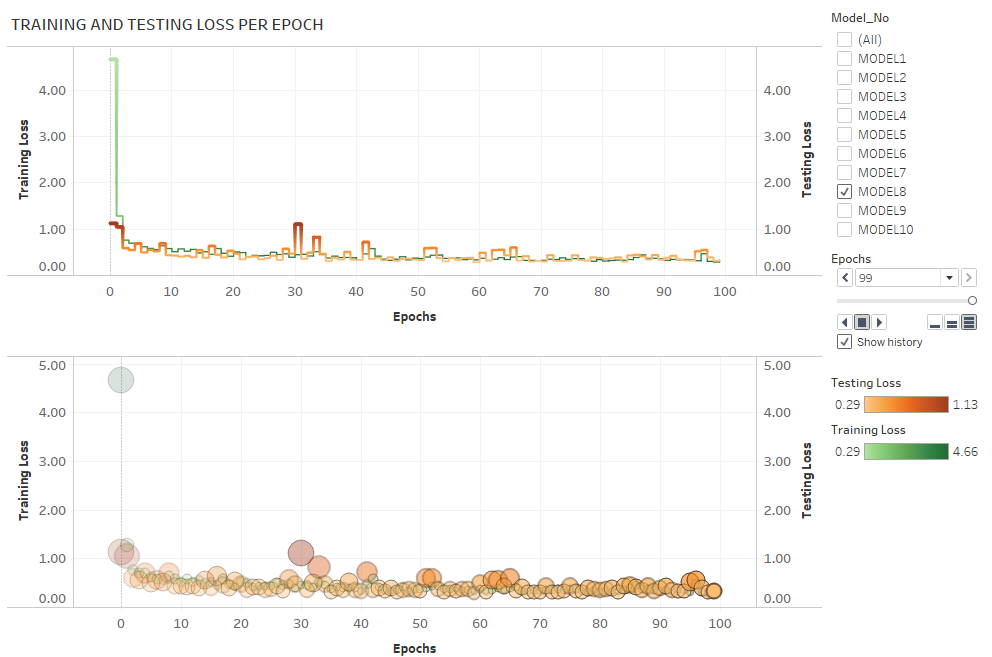 TRAINING AND TESTING LOSS PER EPOCH
Training Loss
4.00
3.00
2.00
1.00
0.00
4.00
3.00
2.00
1.00
0.00
Testing Loss
0 10 20 30 40 50 60 70 80 90 100
Epochs
Training Loss
5.00
4.00
3.00
2.00
1.00
0.00
5.00
4.00
3.00
2.00
1.00
0.00
Testing Loss
0 10 20 30 40 50 60 70 80 90 100
Epochs
Model_No
(All)
MODEL1
MODEL2
MODEL3
MODEL4
MODEL5
MODEL6
MODEL7
MODEL8
MODEL9
MODEL10
Epochs
99
Show history
Testing Loss
0.29 1.13
Training Loss
0.29 4.66